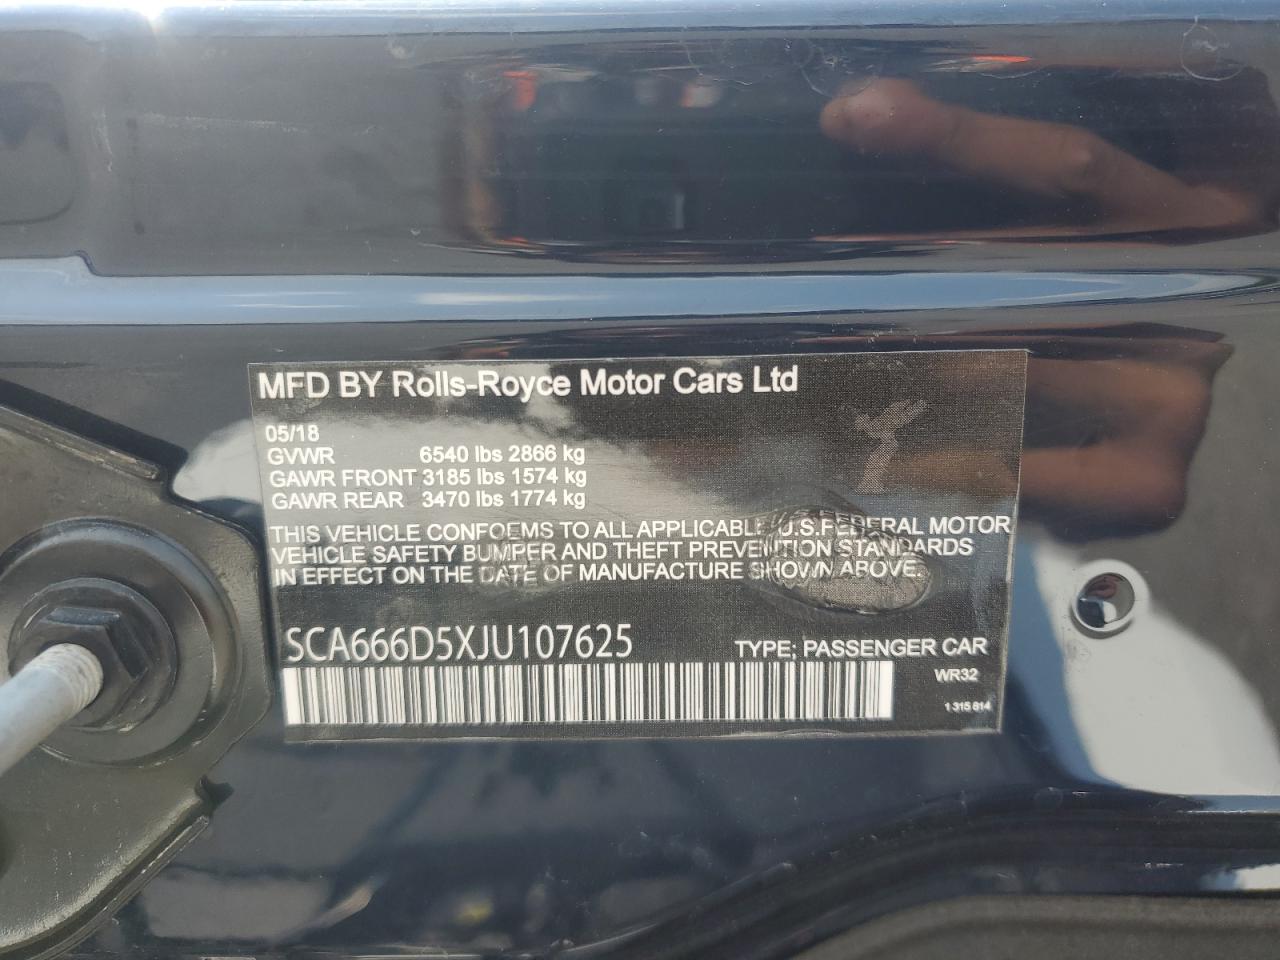 MFD BY Rolls-Royce Motor Cars Ltd
05/18
GVWR 6540 lbs 2866 kg
GAWR FRONT 3185 lbs 1574 kg
GAWR REAR 3470 lbs 1774 kg
THIS VEHICLE CONFOEMS TO ALL APPLICABLE U.S.FEDERAL MOTOR
VEHICLE SAFETY BUMPER AND THEFT PREVENTION STANDARDS
IN EFFECT ON THE DATE OF MANUFACTURE SHOWN ABOVE.
SCA666D5XJU107625 TYPE; PASSENGER CAR
WR32
1 315 814